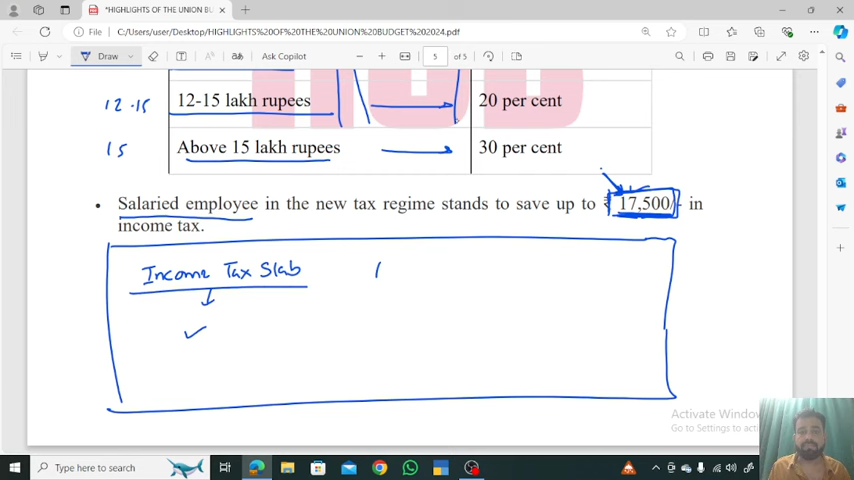 *HIGHLIGHTS OF THE UNION BUD
File C:/Users/user/Desktop/HIGHLIGHTS%20OF%20THE%20UNION%20BUDGET%202024.pdf
Draw Ask Copilot 5 of 5
12-15 12-15 lakh rupees 20 per cent
15 Above 15 lakh rupees 30 per cent
• Salaried employee in the new tax regime stands to save up to ₹ 17,500/- in
income tax.
Income Tax Slab
Activate Window
Go to Settings to acti
Type here to search